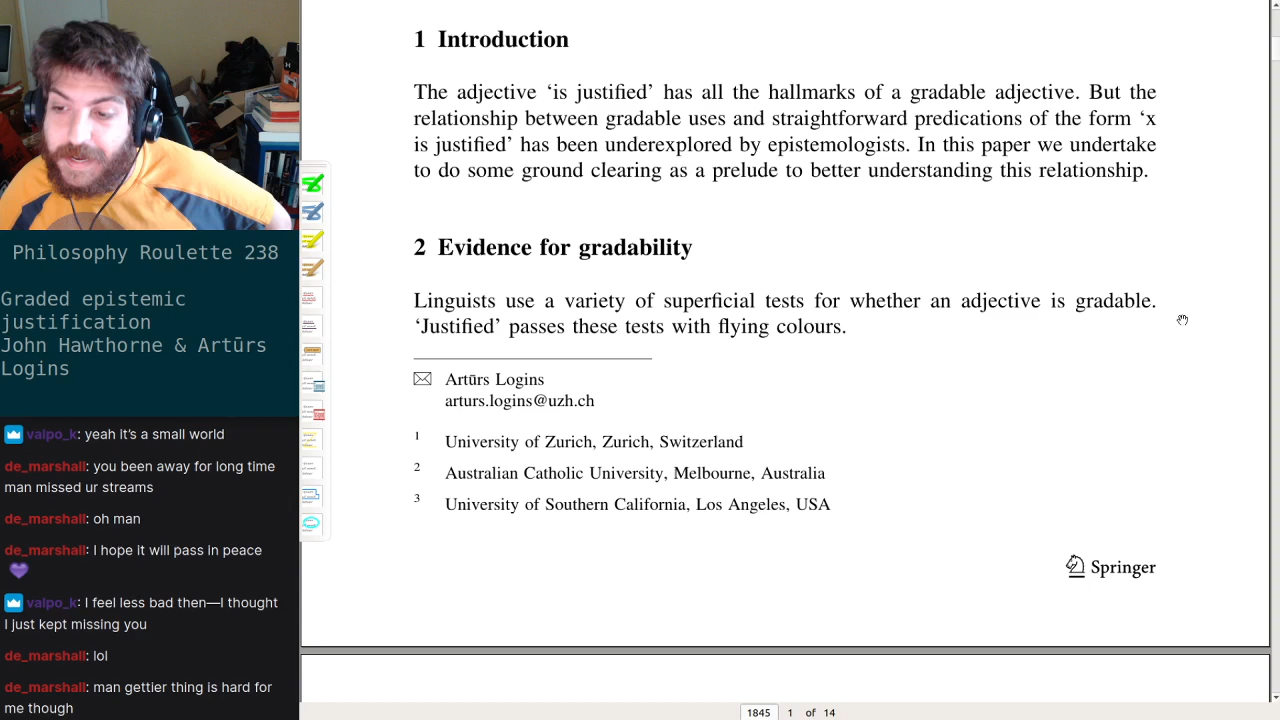 Philosophy Roulette 238
Graded epistemic
justification
John Hawthorne & Artūrs
Logins
valpo_k: yeah it's a small world
de_marshall: you been away for long time
man missed ur streams
de_marshall: oh man
de_marshall: I hope it will pass in peace
valpo_k: I feel less bad then—I thought
I just kept missing you
de_marshall: lol
de_marshall: man gettier thing is hard for
me though
1 Introduction
The adjective ‘is justified’ has all the hallmarks of a gradable adjective. But the
relationship between gradable uses and straightforward predications of the form ‘x
is justified’ has been underexplored by epistemologists. In this paper we undertake
to do some ground clearing as a prelude to better understanding this relationship.
2 Evidence for gradability
Linguists use a variety of superficial tests for whether an adjective is gradable.
‘Justified’ passes these tests with flying colours.
Artūrs Logins
arturs.logins@uzh.ch
1 University of Zurich, Zurich, Switzerland
2 Australian Catholic University, Melbourne, Australia
3 University of Southern California, Los Angeles, USA
Springer
1845 1 of 14